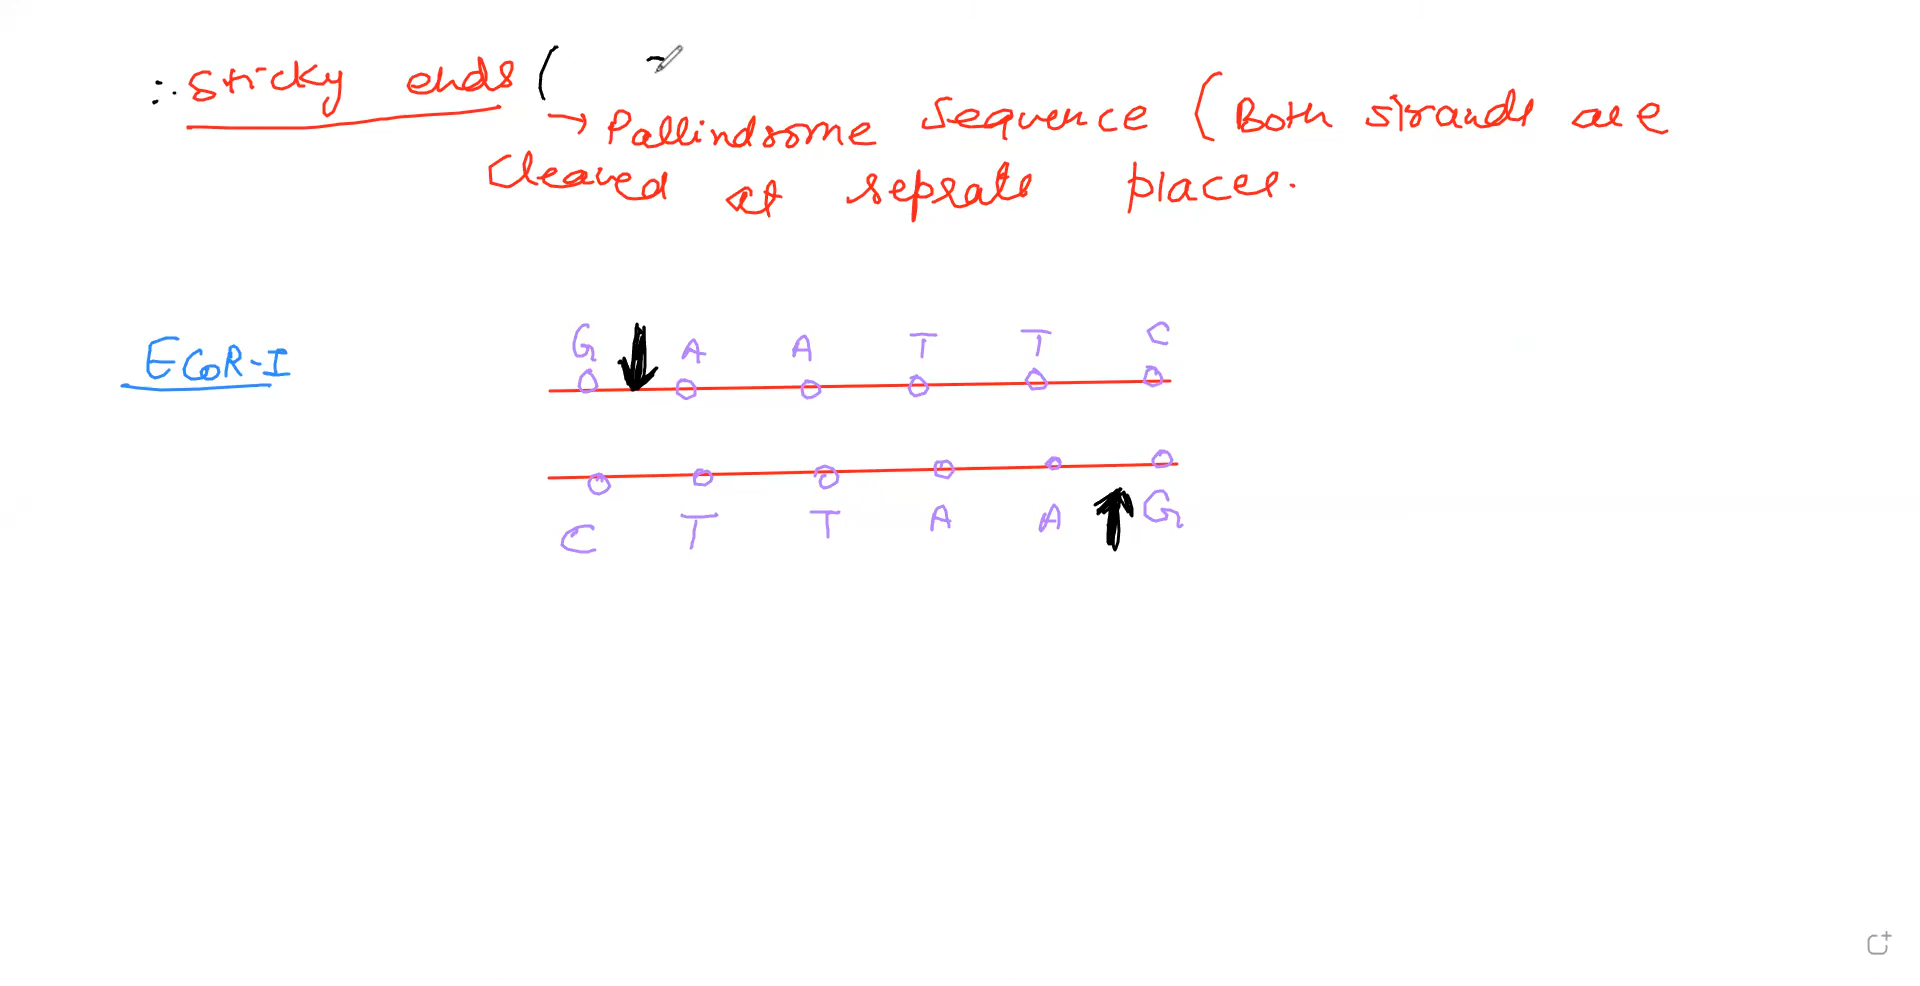 ∴ Sticky ends (
→ Pallindrome Sequence (Both strands are
Cleaved at seprate places.
ECOR-I
G A A T T C
C T T A A G